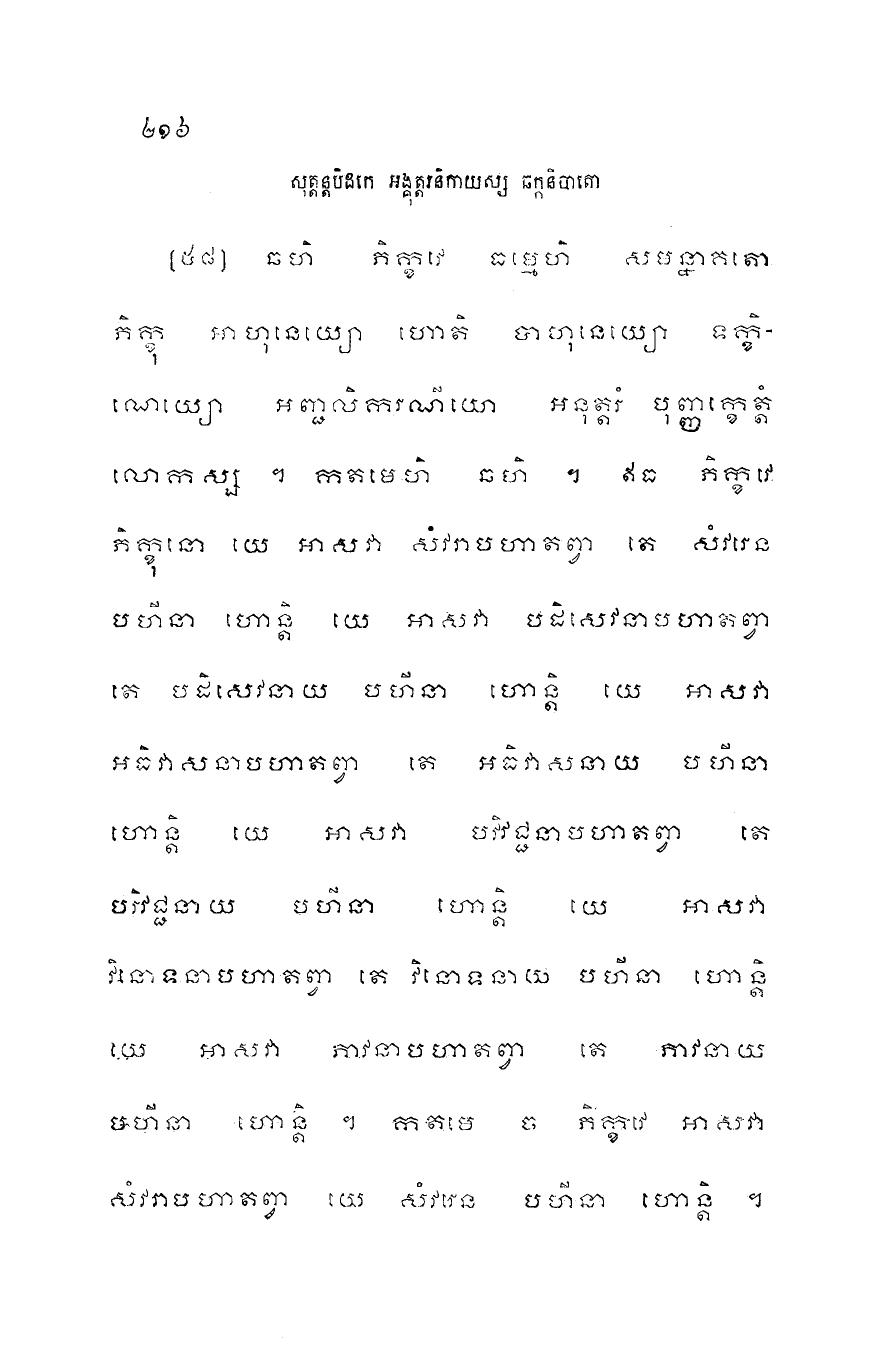 ២១៦
សុត្តន្តបិដកេ អង្គុត្តរនិកាយស្ស ឆក្កនិបាតោ
[៥៨] ឆហិ ភិក្ខវេ ធម្មេហិ សមន្នាគតោ
ភិក្ខុ អាហុនេយ្យោ ហោតិ បាហុនេយ្យោ ទក្ខិ-
ណេយ្យោ អញ្ជលិករណីយោ អនុត្តរំ បុញ្ញក្ខេត្តំ
លោកស្ស ។ កតមេហិ ឆហិ ។ ឥធ ភិក្ខវេ
ភិក្ខុនោ យេ អាសវា សំវរាបហាតព្វា តេ សំវរេន
បហីនា ហោន្តិ យេ អាសវា បដិសេវនាបហាតព្វា
តេ បដិសេវនាយ បហីនា ហោន្តិ យេ អាសវា
អធិវាសនាបហាតព្វា តេ អធិវាសនាយ បហីនា
ហោន្តិ យេ អាសវា បរិវជ្ជនាបហាតព្វា តេ
បរិវជ្ជនាយ បហីនា ហោន្តិ យេ អាសវា
វិនោទនាបហាតព្វា តេ វិនោទនាយ បហីនា ហោន្តិ
យេ អាសវា ភាវនាបហាតព្វា តេ ភាវនាយ
បហីនា ហោន្តិ ។ កតមេ ច ភិក្ខវេ អាសវា
សំវរាបហាតព្វា យេ សំវរេន បហីនា ហោន្តិ ។